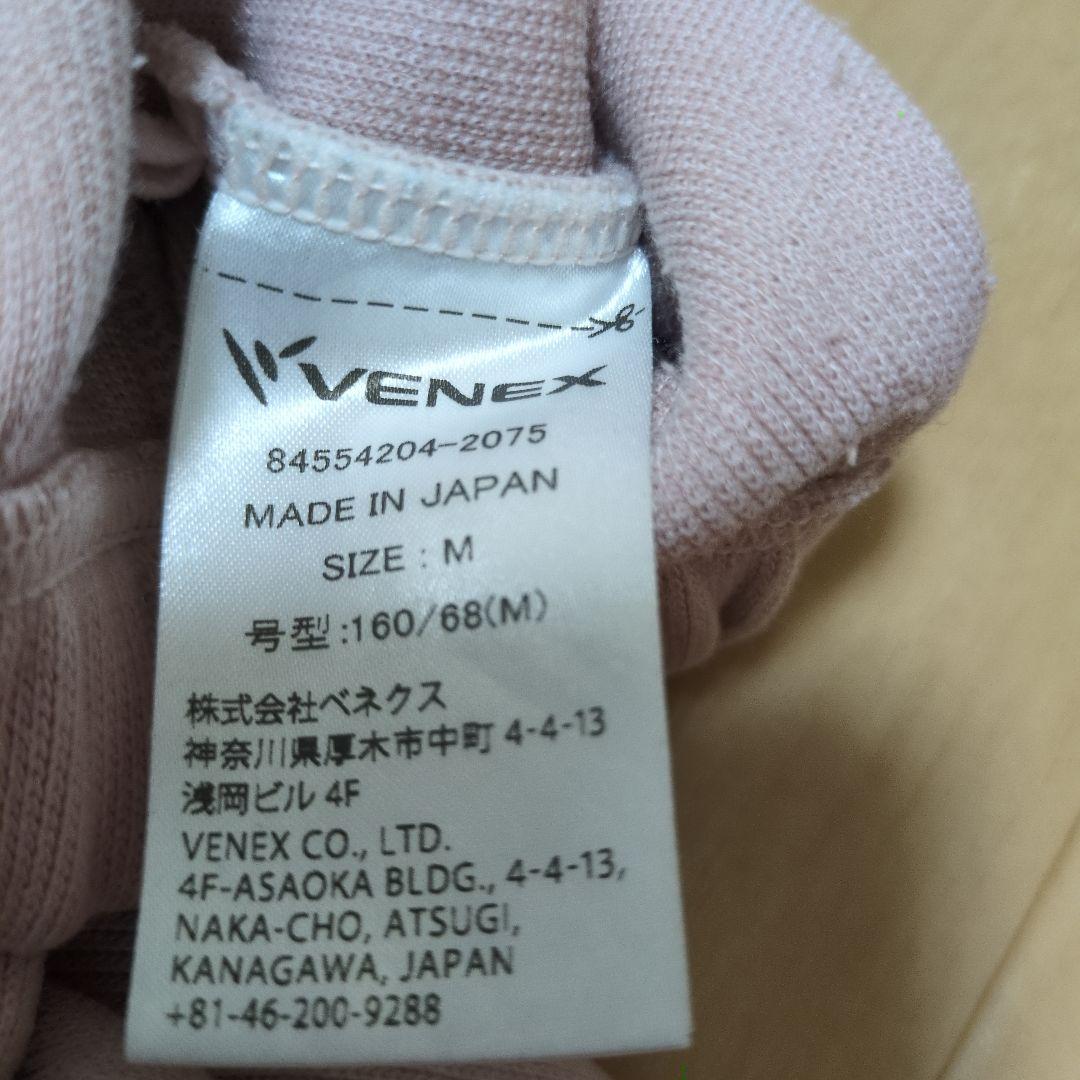 VENEX
84554204-2075
MADE IN JAPAN
SIZE : M
号型:160/68(M)
株式会社ベネクス
神奈川県厚木市中町 4-4-13
浅岡ビル 4F
VENEX CO., LTD.
4F-ASAOKA BLDG., 4-4-13,
NAKA-CHO, ATSUGI,
KANAGAWA, JAPAN
+81-46-200-9288